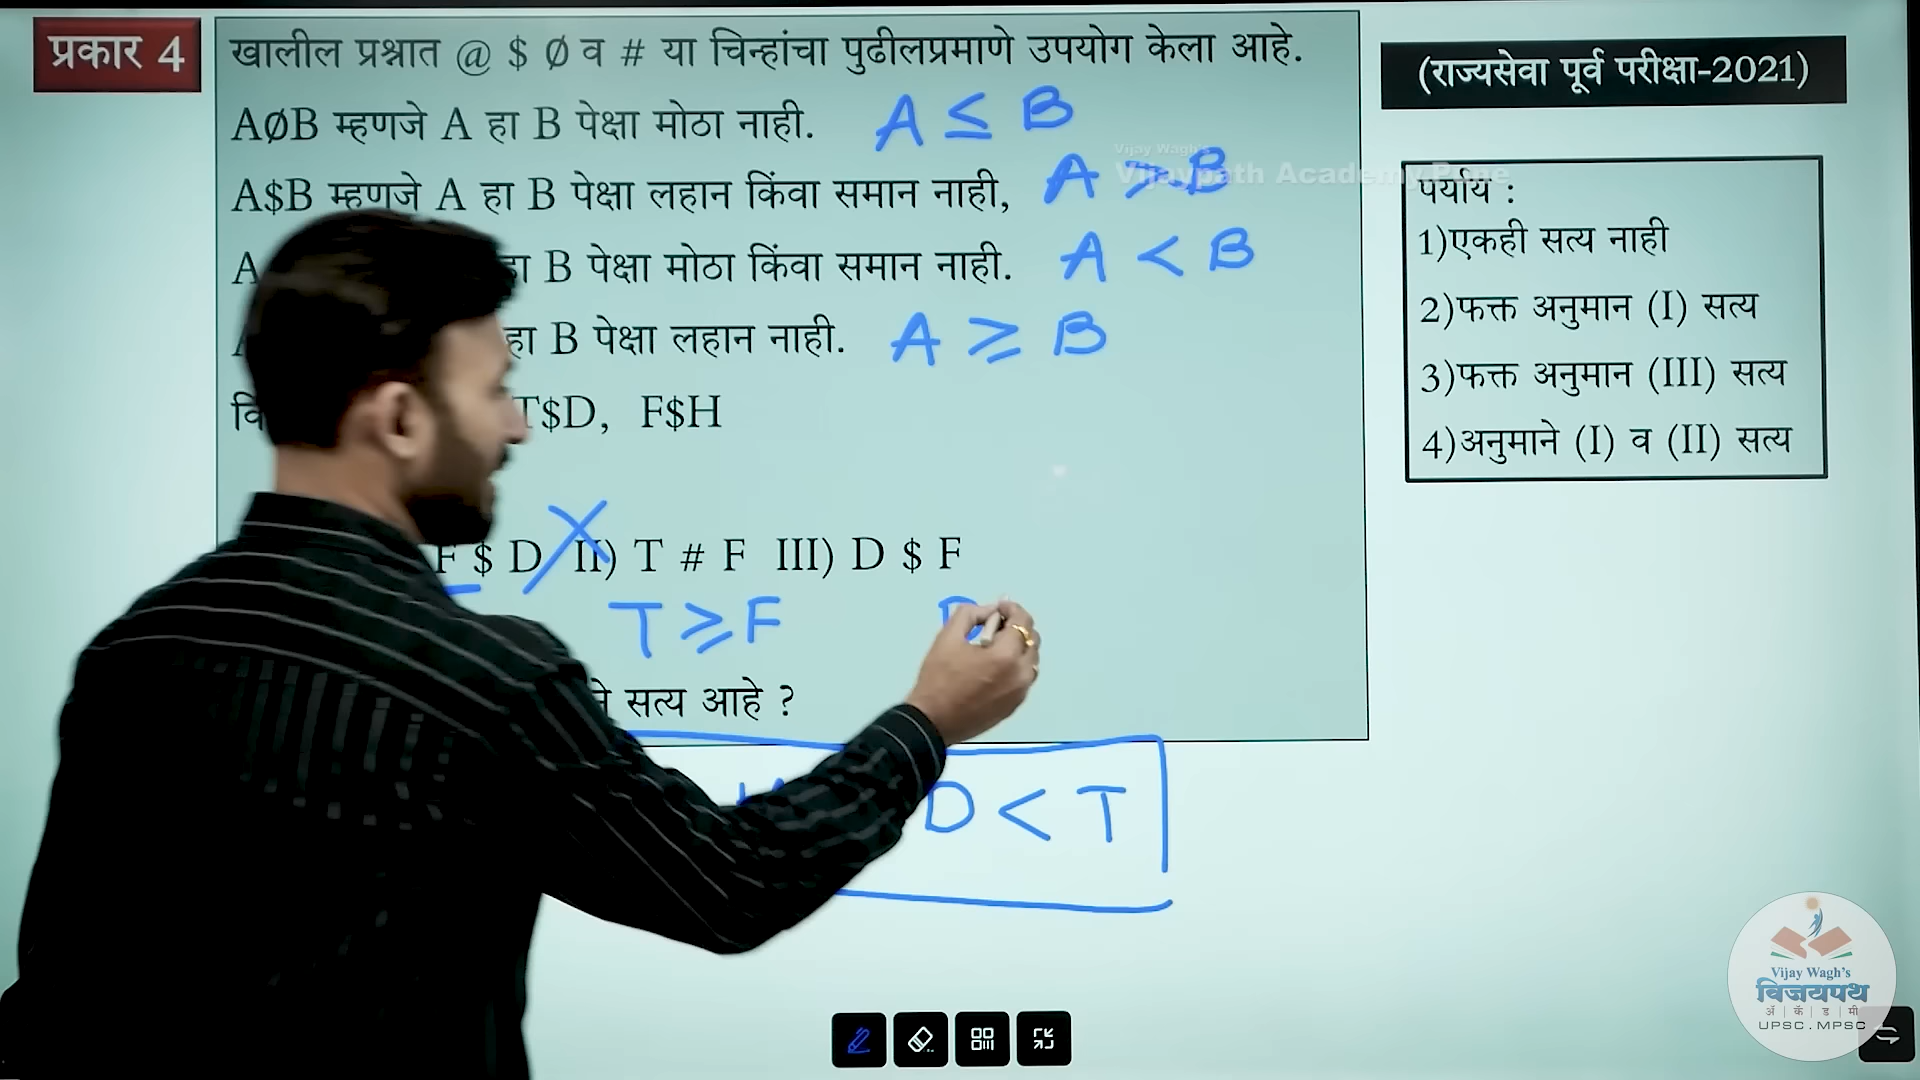 प्रकार 4
खालील प्रश्नात @ $ Ø व # या चिन्हांचा पुढीलप्रमाणे उपयोग केला आहे.
(राज्यसेवा पूर्व परीक्षा-2021)
AØB म्हणजे A हा B पेक्षा मोठा नाही. A ≤ B
A$B म्हणजे A हा B पेक्षा लहान किंवा समान नाही, A > B
Vijay Wagh's
Vijaypath Academy, Pune
A हा B पेक्षा मोठा किंवा समान नाही. A < B
हा B पेक्षा लहान नाही. A ≥ B
T$D, F$H
F $ D II) T # F III) D $ F
T ≥ F D
सत्य आहे ?
D < T
पर्याय :
1)एकही सत्य नाही
2)फक्त अनुमान (I) सत्य
3)फक्त अनुमान (III) सत्य
4)अनुमाने (I) व (II) सत्य
Vijay Wagh's
विजयपथ
अ‍ॅ | कॅ | ड | मी
UPSC . MPSC